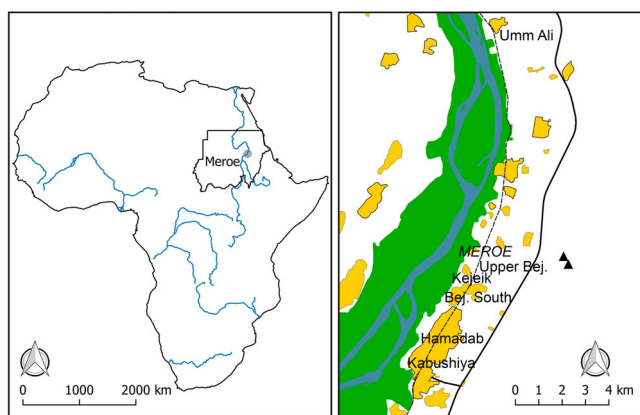 Meroe
0 1000 2000 km
Umm Ali
MEROE
Upper Bej.
Kejeik
Bej. South
Hamadab
Kabushiya
0 1 2 3 4 km